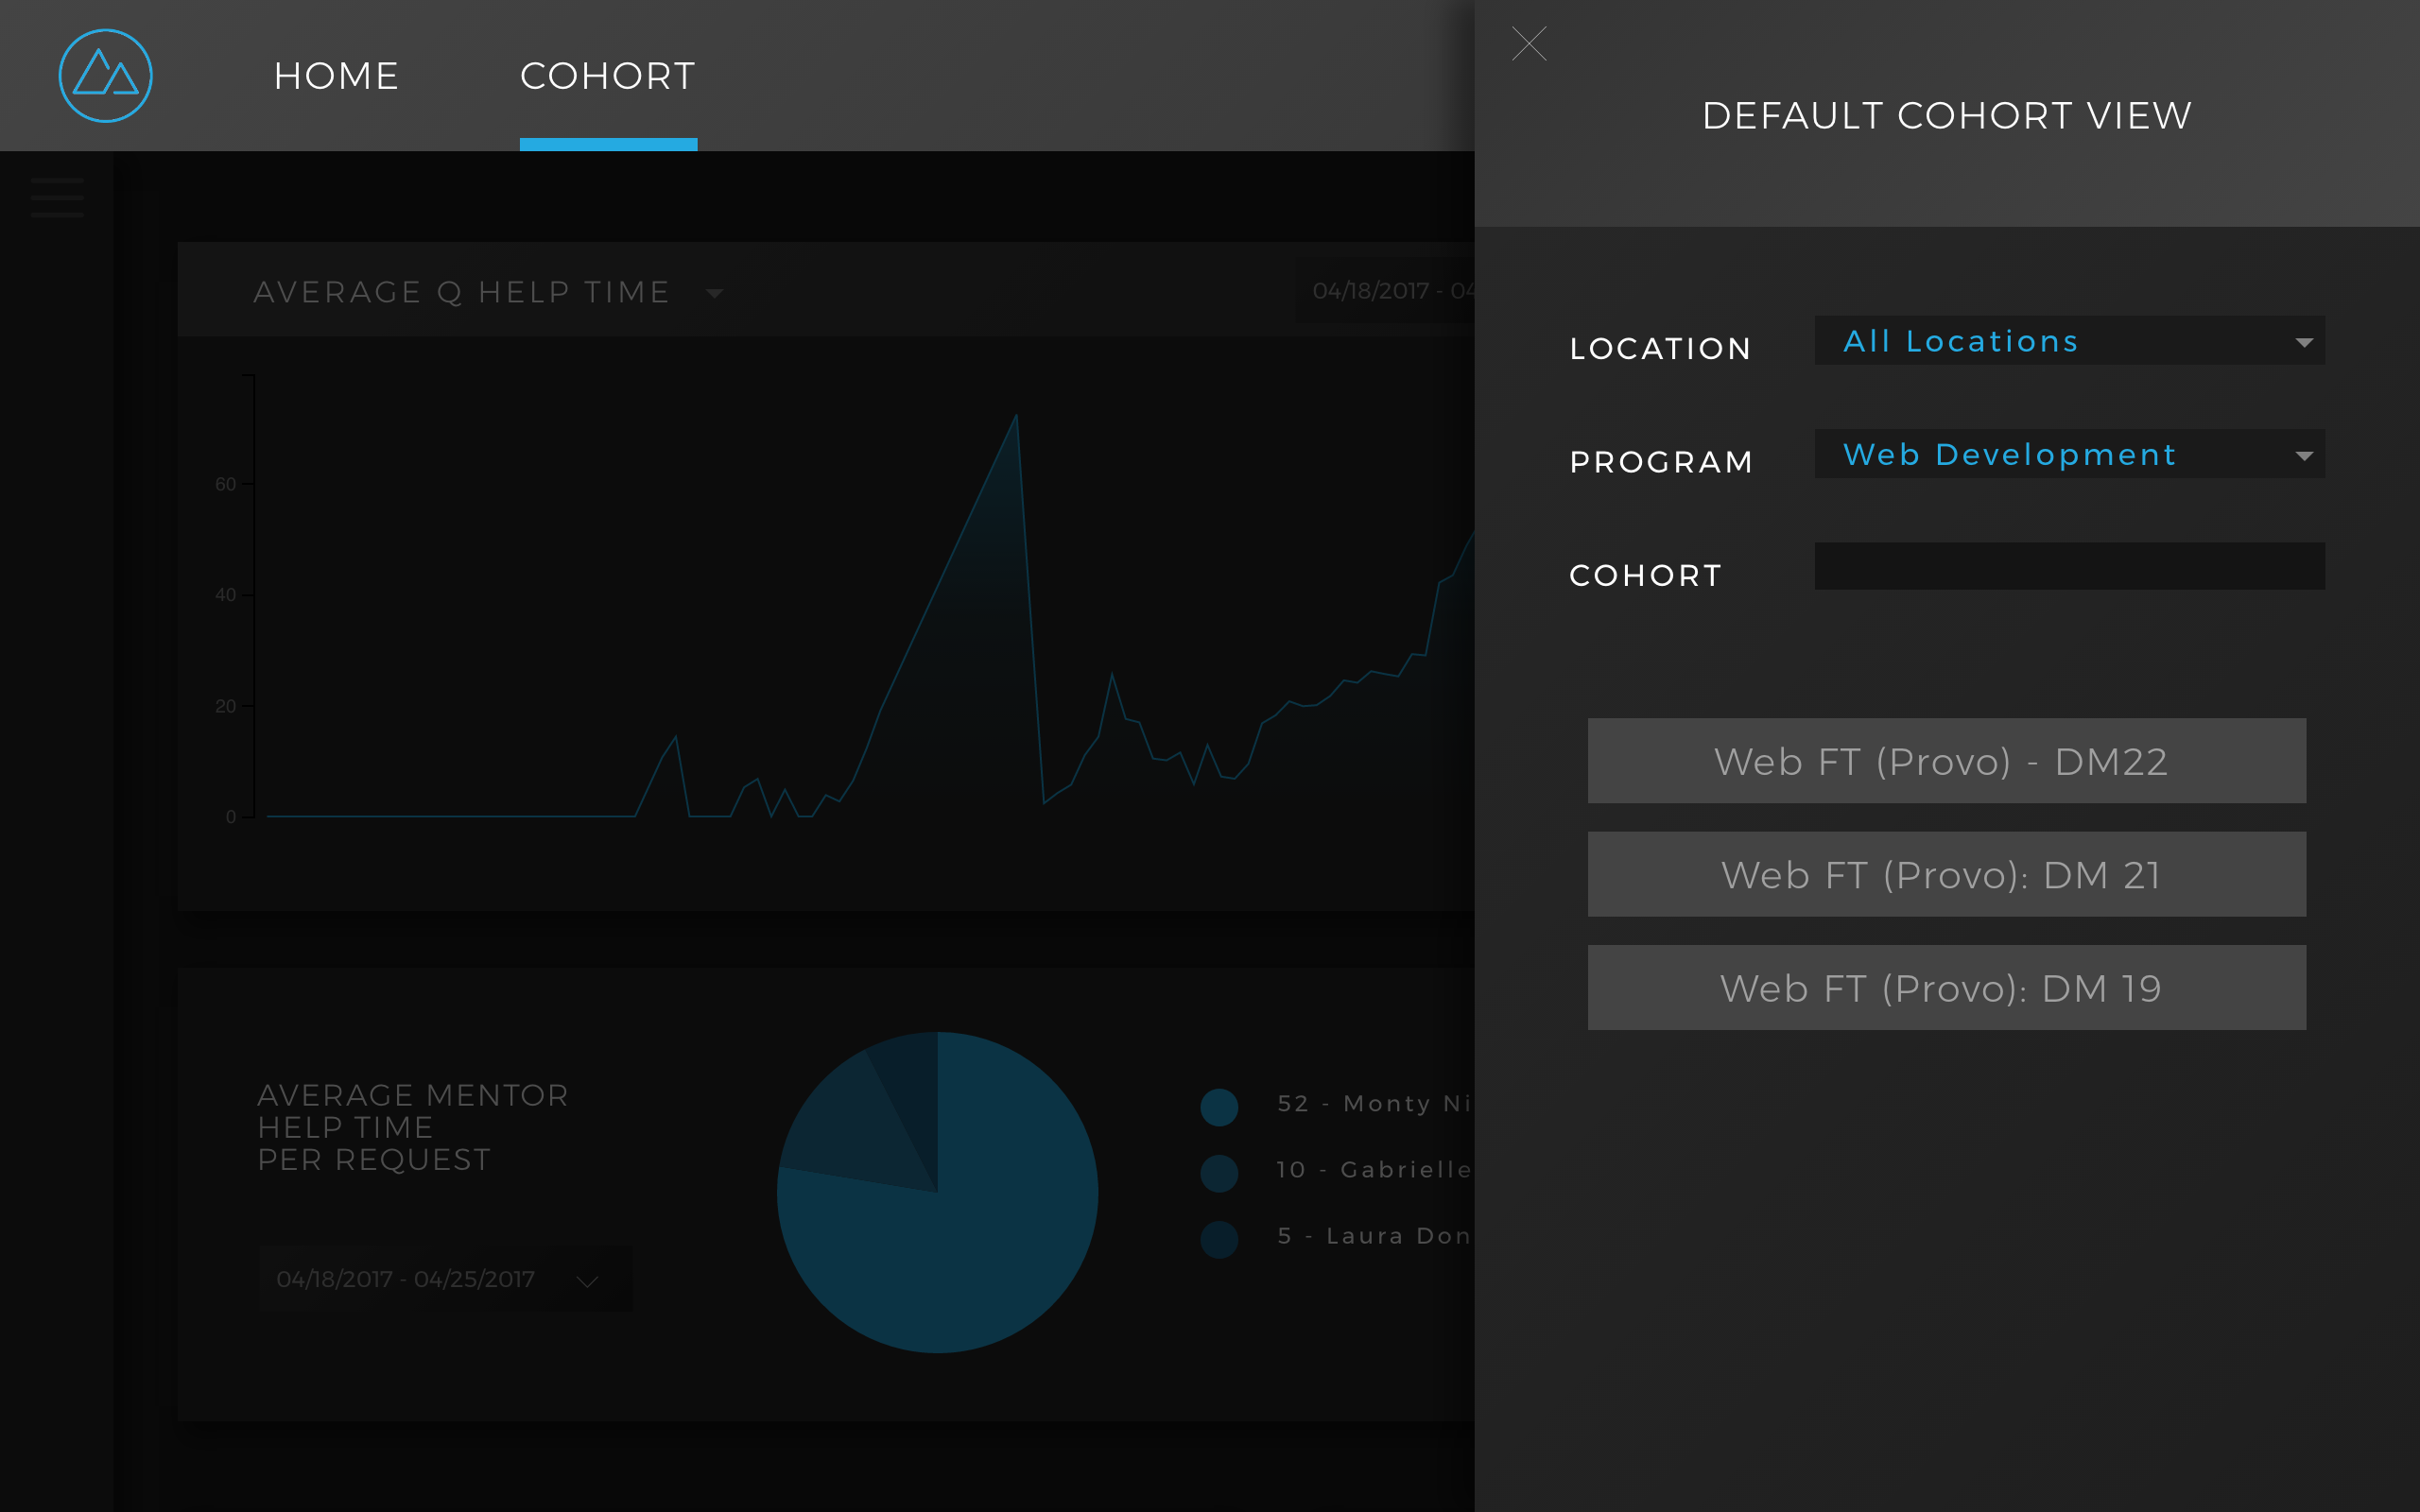 HOME
COHORT
DEFAULT COHORT VIEW
AVERAGE Q HELP TIME
04/18/2017 - 04
60
40
20
0
LOCATION
All Locations
PROGRAM
Web Development
COHORT
Web FT (Provo) - DM22
Web FT (Provo): DM 21
Web FT (Provo): DM 19
AVERAGE MENTOR
HELP TIME
PER REQUEST
04/18/2017 - 04/25/2017
52 - Monty Ni
10 - Gabrielle
5 - Laura Don